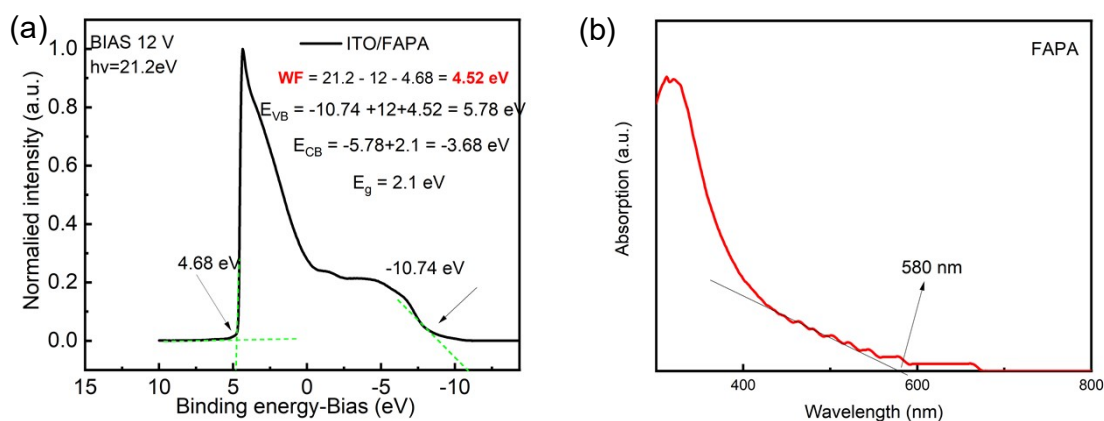 (a)
BIAS 12 V
hv=21.2eV
ITO/FAPA
WF = 21.2 - 12 - 4.68 = 4.52 eV
E_VB = -10.74 +12+4.52 = 5.78 eV
E_CB = -5.78+2.1 = -3.68 eV
E_g = 2.1 eV
4.68 eV
-10.74 eV
Normalied intensity (a.u.)
1.0
0.8
0.6
0.4
0.2
0.0
15 10 5 0 -5 -10
Binding energy-Bias (eV)
(b)
FAPA
580 nm
Absorption (a.u.)
400 600 800
Wavelength (nm)